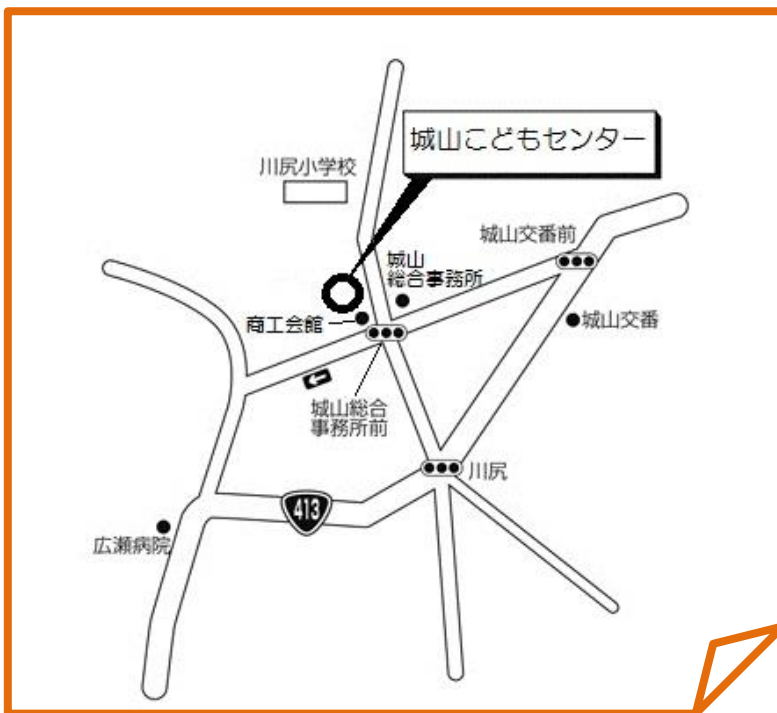 城山こどもセンター
川尻小学校
城山交番前
城山
総合事務所
商工会館
城山交番
城山総合
事務所前
川尻
413
広瀬病院